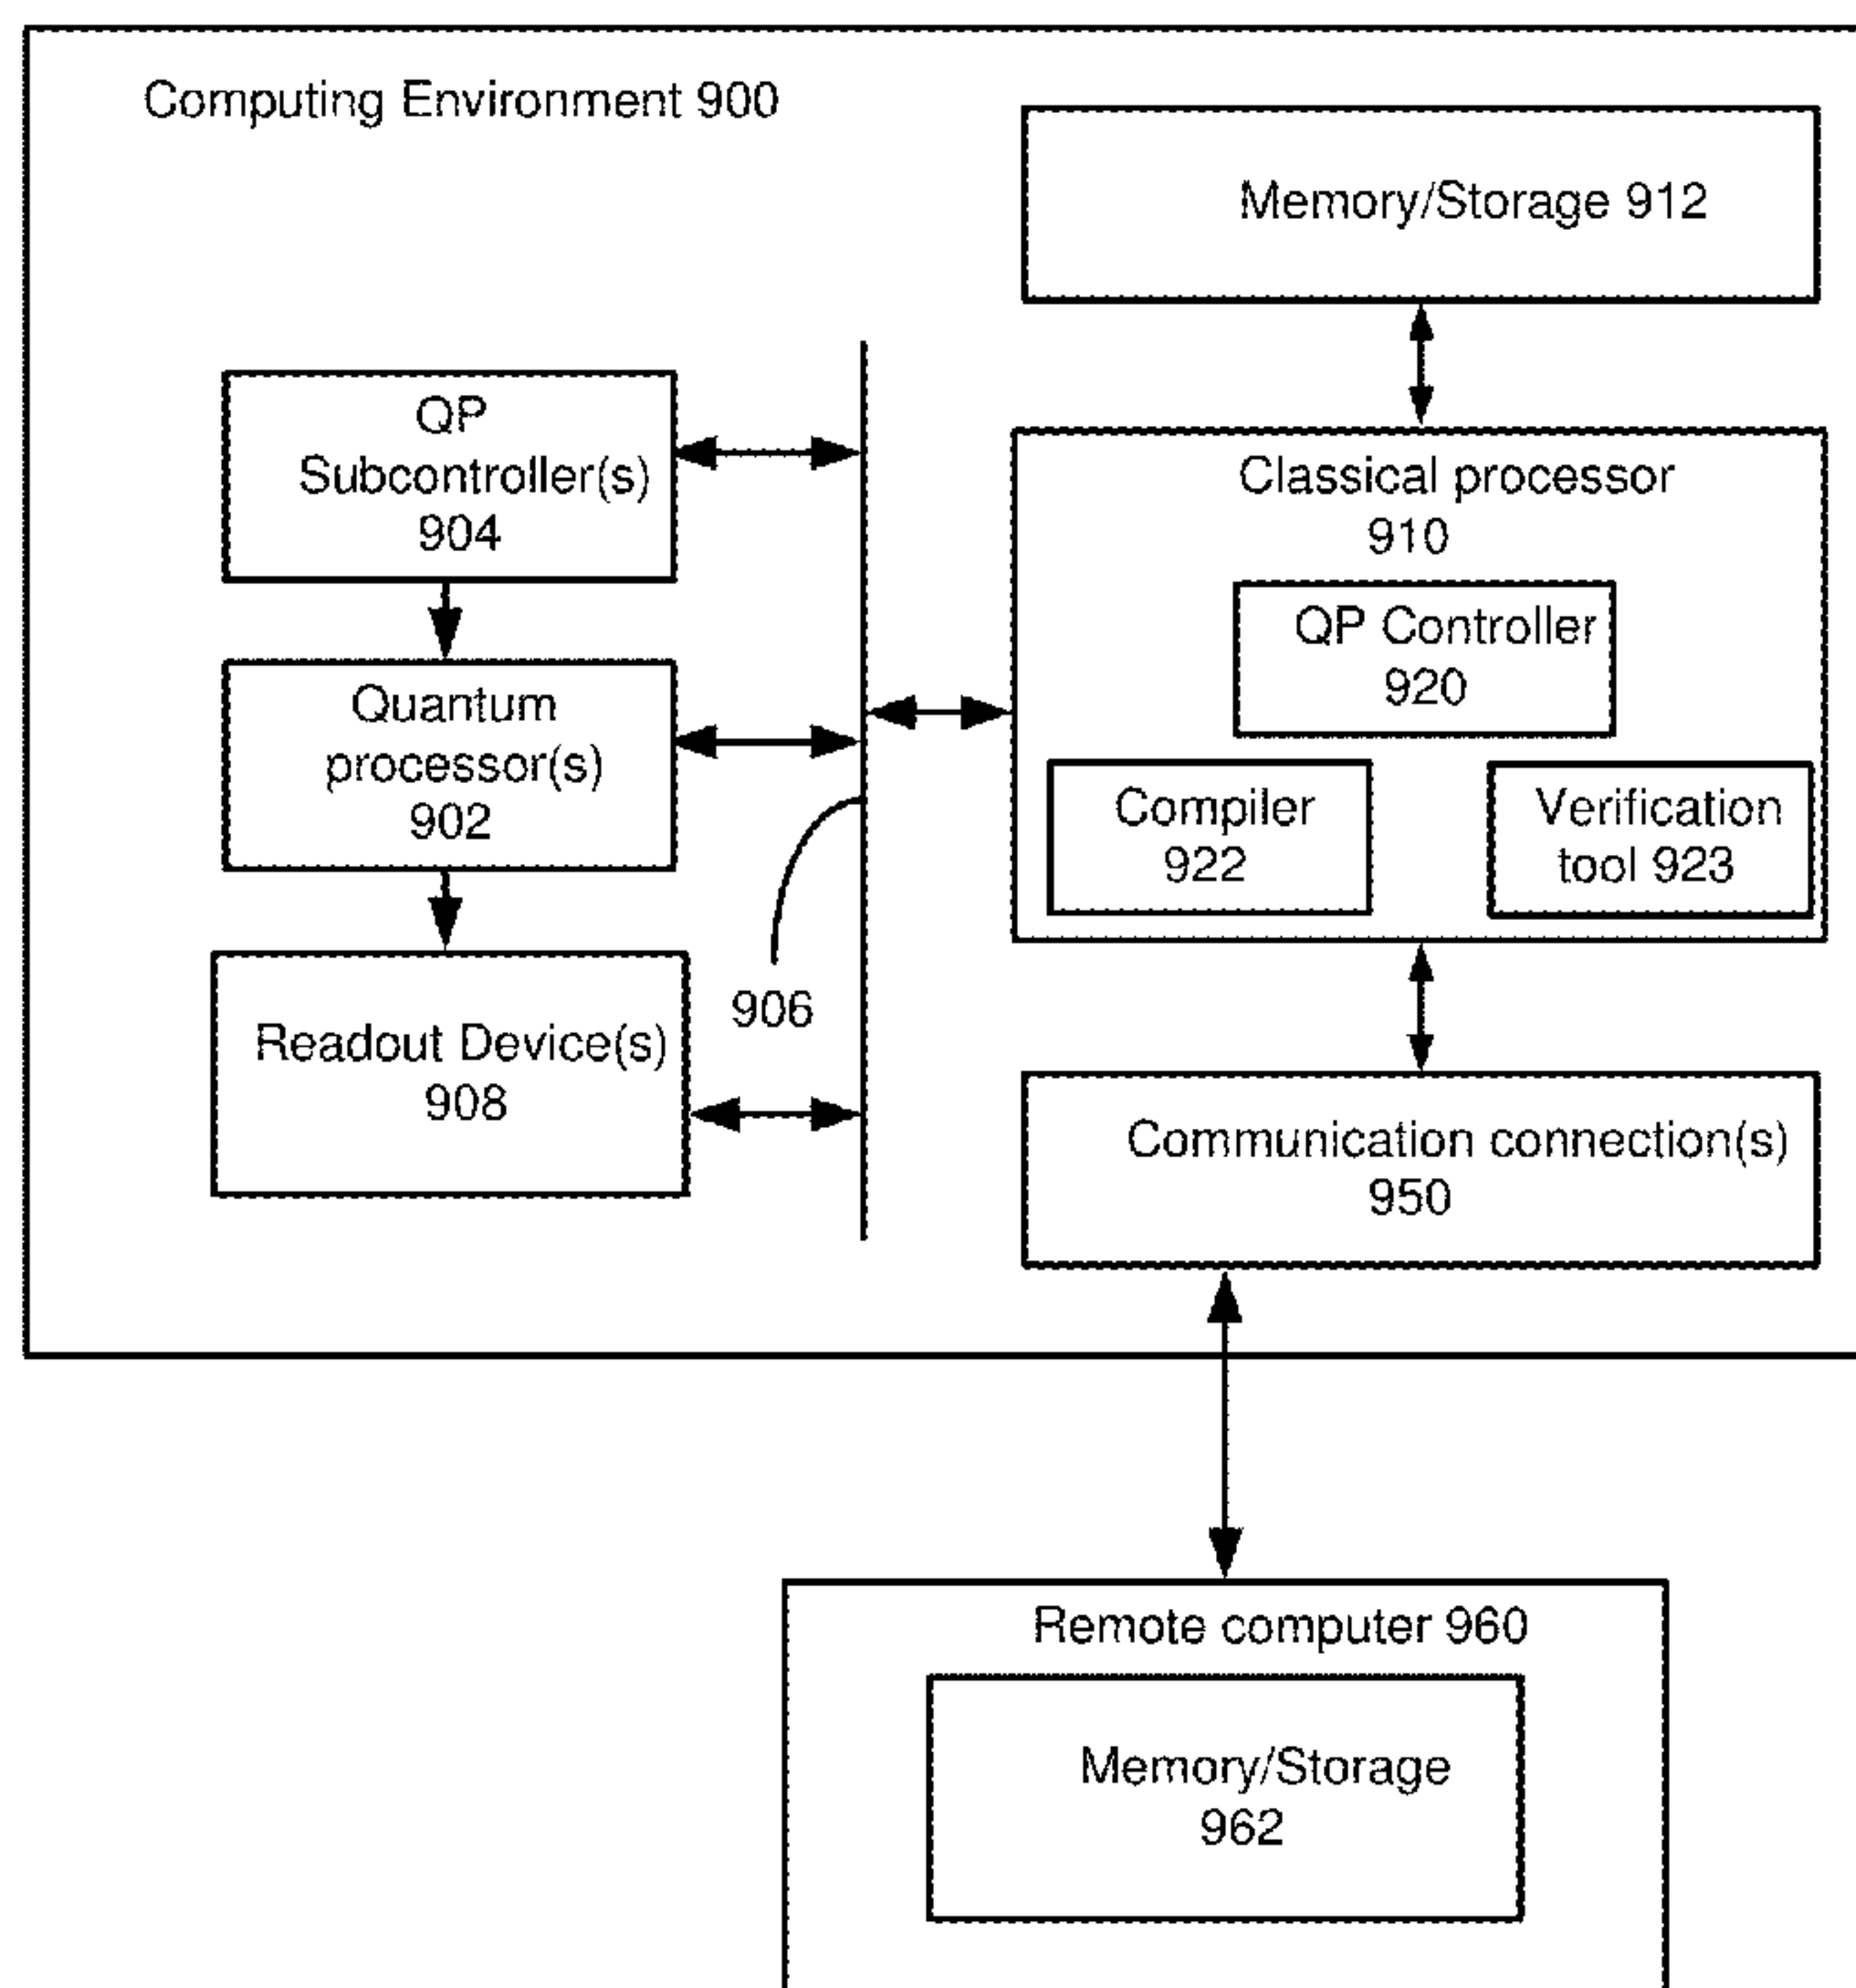 Computing Environment 900
Memory/Storage 912
QP
Subcontroller(s)
904
Classical processor
910
QP Controller
920
Quantum
processor(s)
902
Compiler
922
Verification
tool 923
906
Readout Device(s)
908
Communication connection(s)
950
Remote computer 960
Memory/Storage
962